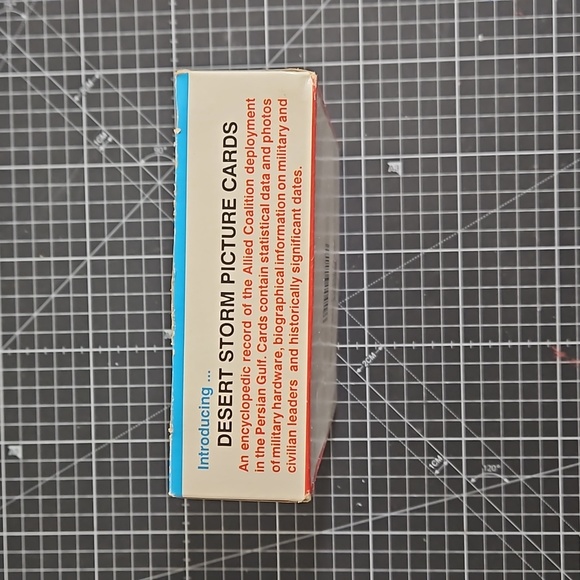 Introducing ...
DESERT STORM PICTURE CARDS
An encyclopedic record of the Allied Coalition deployment
in the Persian Gulf. Cards contain statistical data and photos
of military hardware, biographical information on military and
civilian leaders and historically significant dates.
120°